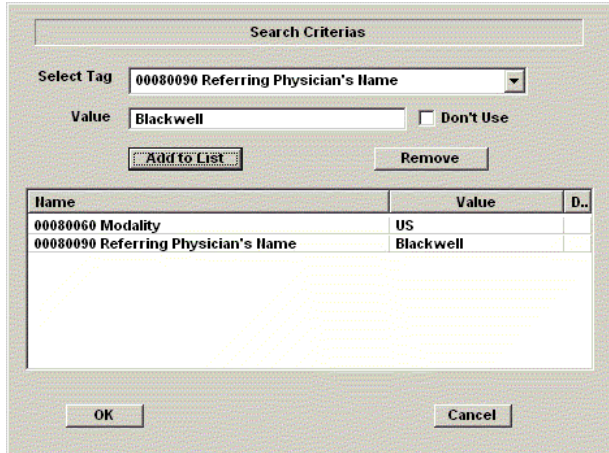 Search Criterias
Select Tag 00080090 Referring Physician's Name
Value Blackwell Don't Use
Add to List Remove
Name Value D..
00080060 Modality US
00080090 Referring Physician's Name Blackwell
OK Cancel